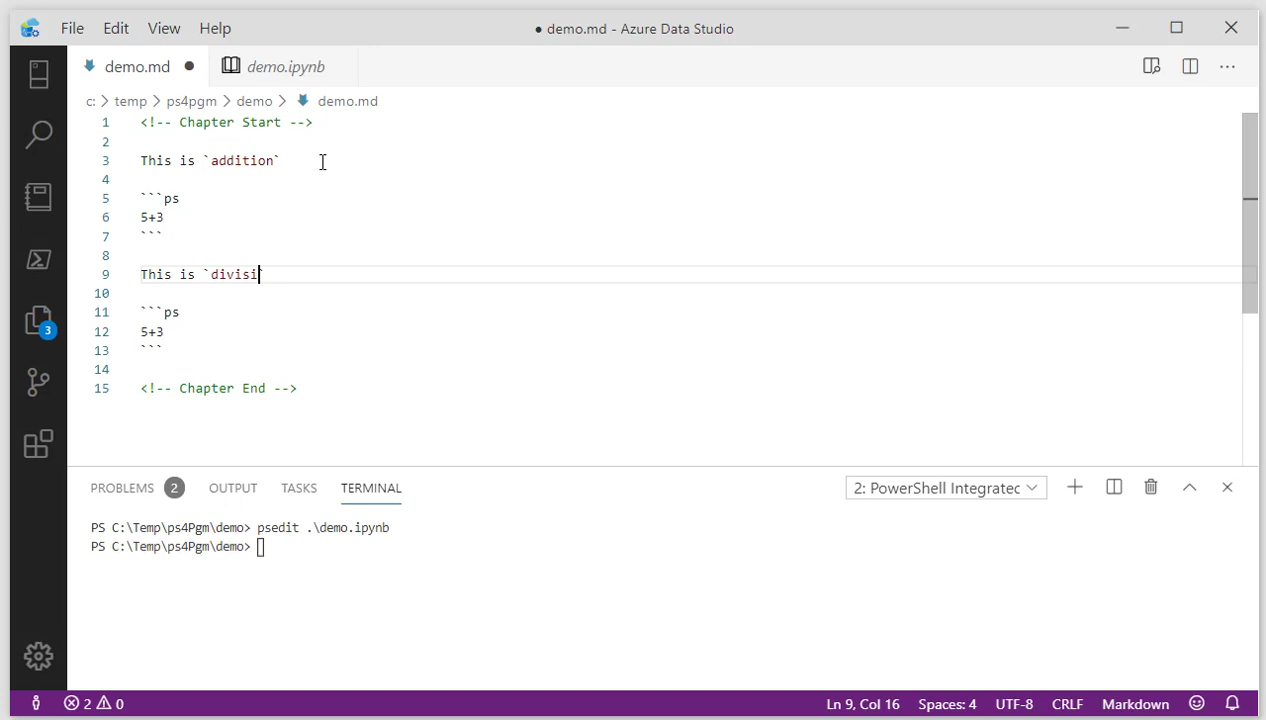 File Edit View Help
● demo.md - Azure Data Studio
demo.md ● demo.ipynb
c: > temp > ps4pgm > demo > demo.md
1 <!-- Chapter Start -->
2
3 This is `addition`
4
5 ```ps
6 5+3
7 ```
8
9 This is `divisi`
10
11 ```ps
12 5+3
13 ```
14
15 <!-- Chapter End -->
3
PROBLEMS 2 OUTPUT TASKS TERMINAL
2: PowerShell Integratec
PS C:\Temp\ps4Pgm\demo> psedit .\demo.ipynb
PS C:\Temp\ps4Pgm\demo>
2 0
Ln 9, Col 16 Spaces: 4 UTF-8 CRLF Markdown